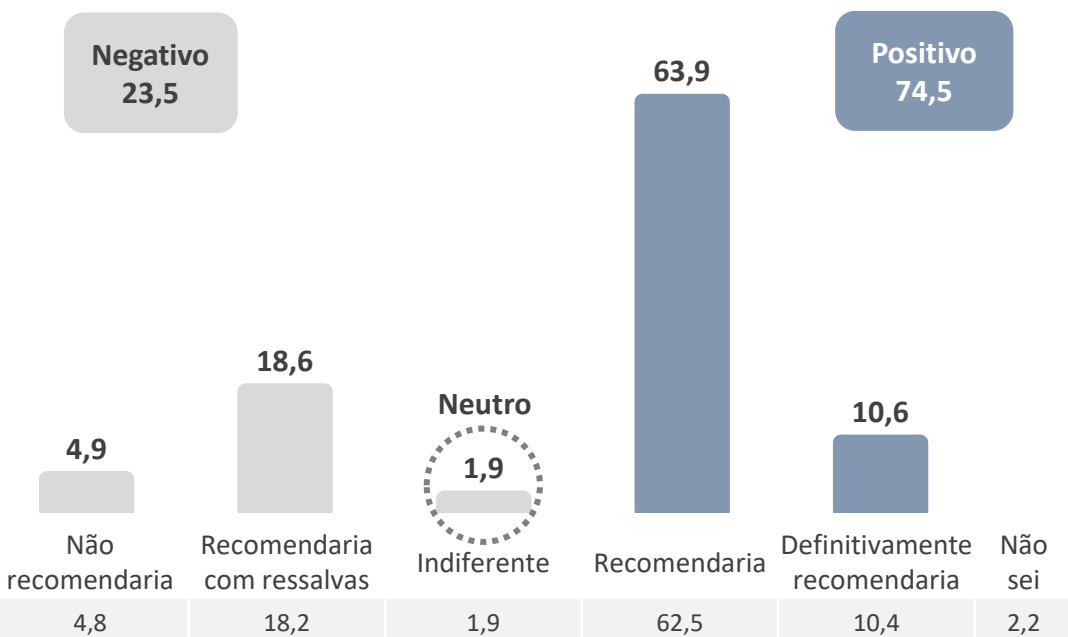 Negativo
23,5
Positivo
74,5
63,9
18,6
Neutro
10,6
4,9
1,9
Não
recomendaria
Recomendaria
com ressalvas
Indiferente
Recomendaria
Definitivamente
recomendaria
Não
sei
4,8
18,2
1,9
62,5
10,4
2,2